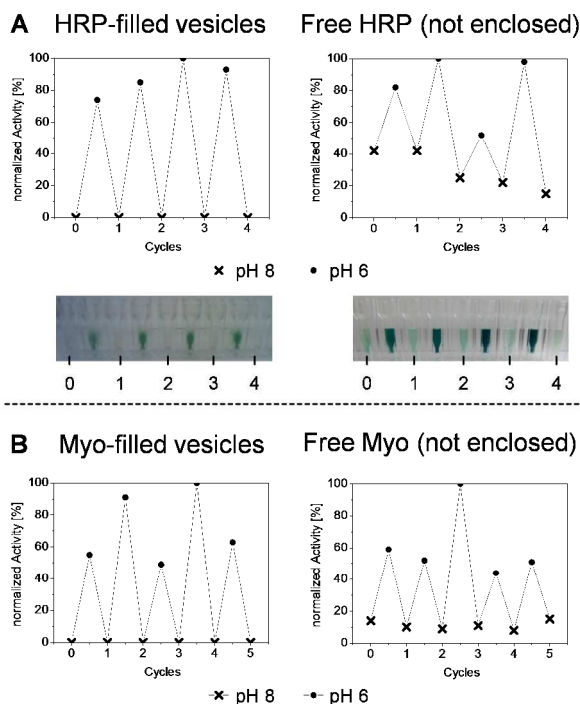 A HRP-filled vesicles Free HRP (not enclosed)
normalized Activity [%]
100
80
60
40
20
0
0 1 2 3 4
Cycles
normalized Activity [%]
100
80
60
40
20
0
0 1 2 3 4
Cycles
× pH 8 • pH 6
0 1 2 3 4
0 1 2 3 4
B Myo-filled vesicles Free Myo (not enclosed)
normalized Activity [%]
100
80
60
40
20
0
0 1 2 3 4 5
Cycles
normalized Activity [%]
100
80
60
40
20
0
0 1 2 3 4 5
Cycles
pH 8 pH 6